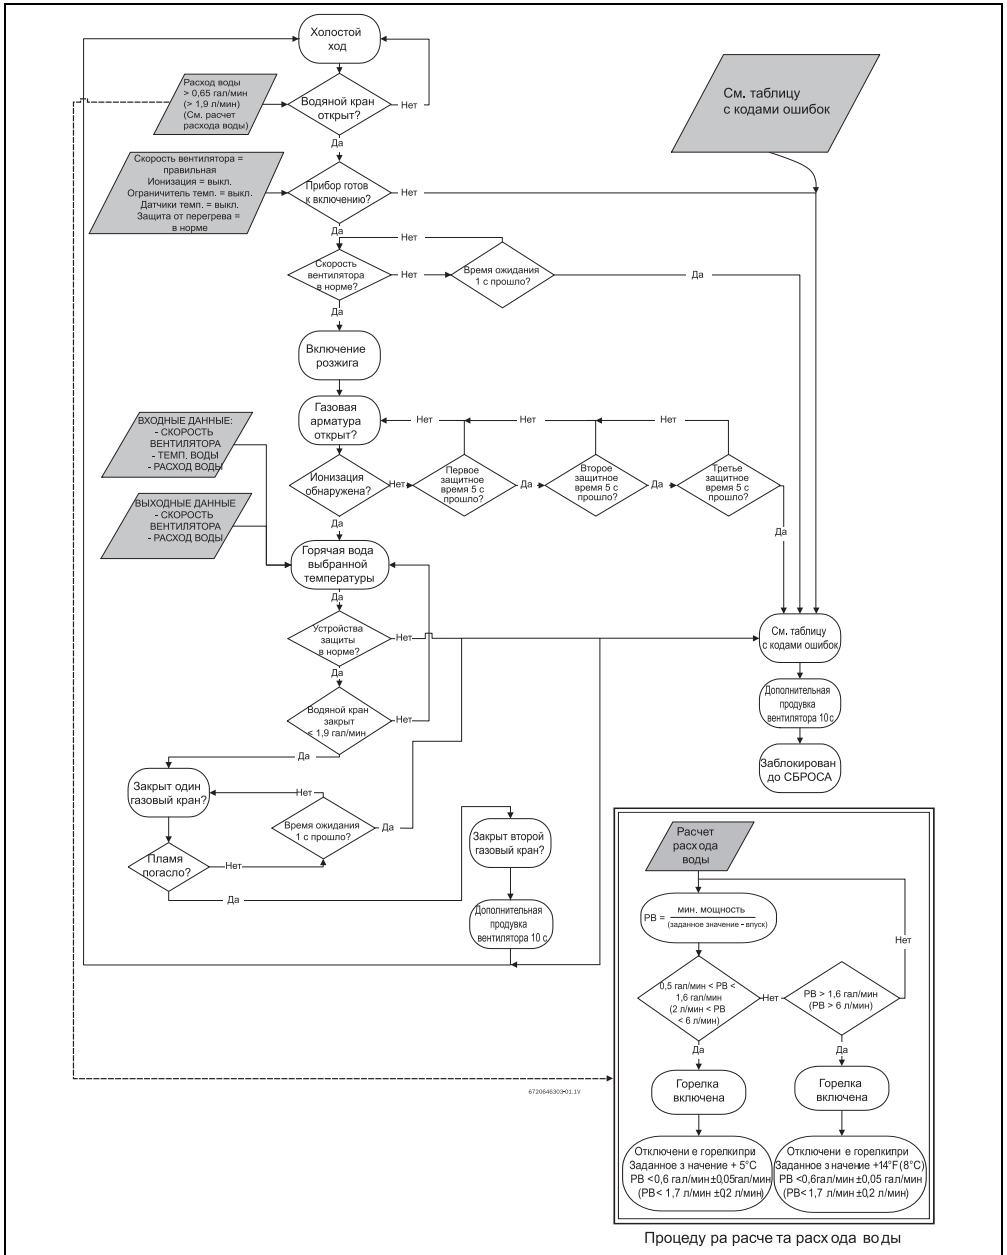 Холостой
ход
Расход воды
> 0,65 гал/мин
(> 1,9 л/мин)
(См. расчет
расхода воды)
Водяной кран
открыт?
Нет
Да
См. таблицу
с кодами ошибок
Скорость вентилятора =
правильная
Ионизация = выкл.
Ограничитель темп. = выкл.
Датчики темп. = выкл.
Защита от перегрева =
в норме
Прибор готов
к включению?
Нет
Да
Нет
Скорость
вентилятора
в норме?
Нет
Время ожидания
1 с прошло?
Да
Да
Включение
розжига
Газовая
арматура
открыт?
Нет
Нет
Нет
ВХОДНЫЕ ДАННЫЕ:
- СКОРОСТЬ
ВЕНТИЛЯТОРА
- ТЕМП. ВОДЫ
- РАСХОД ВОДЫ
Ионизация
обнаружена?
Нет
Первое
защитное
время 5 с
прошло?
Да
Второе
защитное
время 5 с
прошло?
Да
Третье
защитное
время 5 с
прошло?
Да
Да
ВЫХОДНЫЕ ДАННЫЕ
- СКОРОСТЬ
ВЕНТИЛЯТОРА
- РАСХОД ВОДЫ
Горячая вода
выбранной
температуры
Да
Устройства
защиты
в норме?
Нет
Да
См. таблицу
с кодами ошибок
Дополнительная
продувка
вентилятора 10 с.
Заблокирован
до СБРОСА
Водяной кран
закрыт
< 1,9 гал/мин
Нет
Да
Закрыт один
газовый кран?
Нет
Время ожидания
1 с прошло?
Да
Пламя
погасло?
Нет
Да
Закрыт второй
газовый кран?
Дополнительная
продувка
вентилятора 10 с.
Расчет
расхода
воды
РВ =
мин. мощность
(заданное значение - впуск)
Нет
0,5 гал/мин < РВ <
1,6 гал/мин
(2 л/мин < РВ
< 6 л/мин)
Нет
РВ > 1,6 гал/мин
(РВ > 6 л/мин)
Да
Да
Горелка
включена
Горелка
включена
Отключени е горелкипри
Заданное з начение + 5°C
РВ <0,6 гал/мин ±0,05гал/мин
(РВ< 1,7 л/мин ±0,2 л/мин)
Отключени е горелкипри
Заданное з начение +14°F (8°C)
РВ <0,6гал/мин ±0,05 гал/мин
(РВ< 1,7 л/мин ±0,2 л/мин)
6720646303-01.1V
Процеду ра расче та расх ода во ды